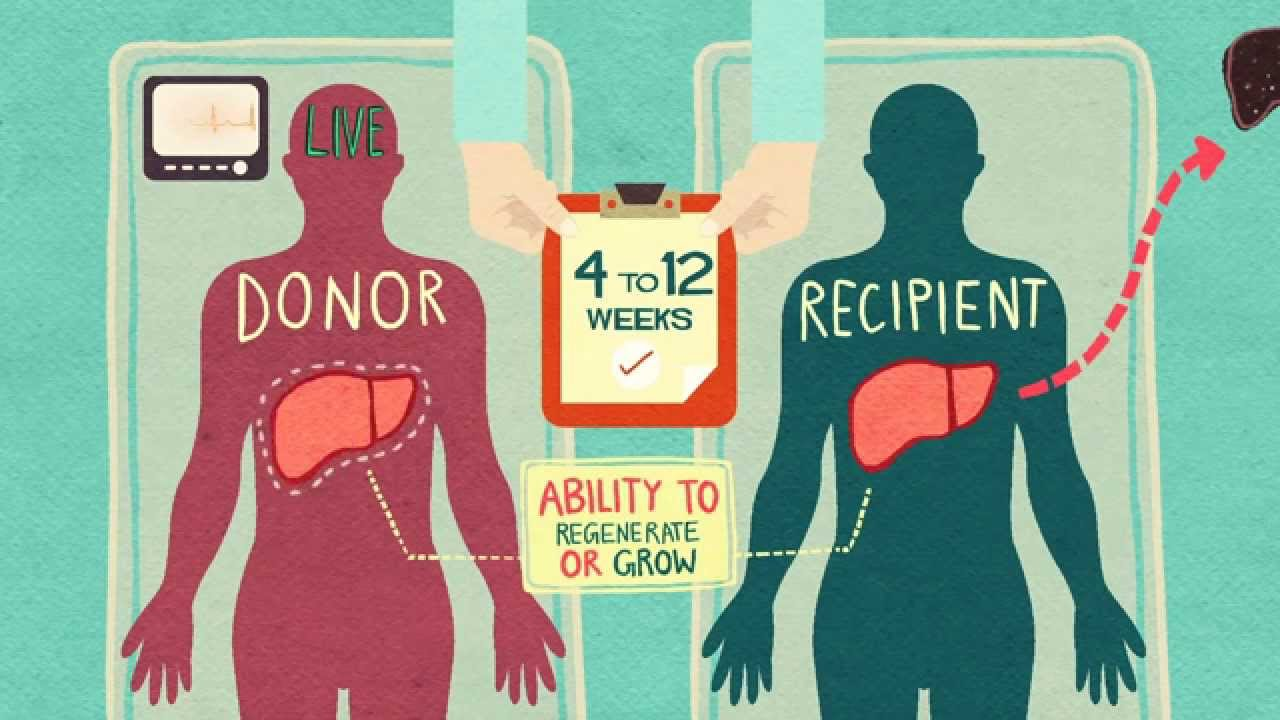 LIVE
DONOR
4 TO 12
WEEKS
RECIPIENT
ABILITY TO
REGENERATE
OR GROW